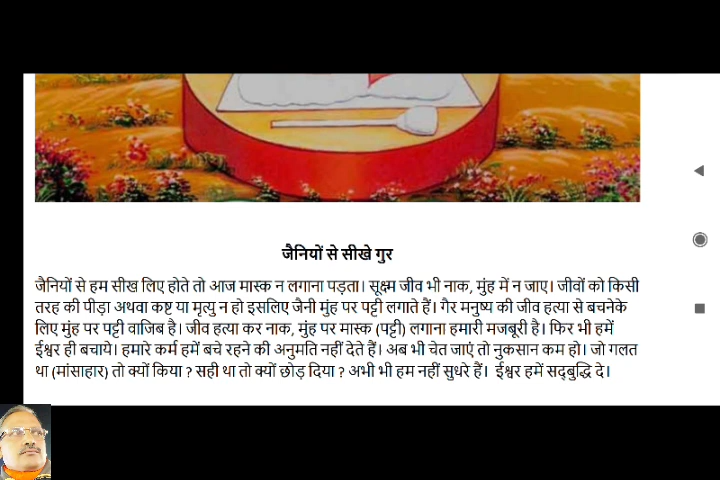 जैनियों से सीखे गुर
जैनियों से हम सीख लिए होते तो आज मास्क न लगाना पड़ता। सूक्ष्म जीव भी नाक, मुंह में न जाए। जीवों को किसी
तरह की पीड़ा अथवा कष्ट या मृत्यु न हो इसलिए जैनी मुंह पर पट्टी लगाते हैं। गैर मनुष्य की जीव हत्या से बचनेके
लिए मुंह पर पट्टी वाजिब है। जीव हत्या कर नाक, मुंह पर मास्क (पट्टी) लगाना हमारी मजबूरी है। फिर भी हमें
ईश्वर ही बचाये। हमारे कर्म हमें बचे रहने की अनुमति नहीं देते हैं। अब भी चेत जाएं तो नुकसान कम हो। जो गलत
था (मांसाहार) तो क्यों किया ? सही था तो क्यों छोड़ दिया ? अभी भी हम नहीं सुधरे हैं। ईश्वर हमें सद्बुद्धि दे।